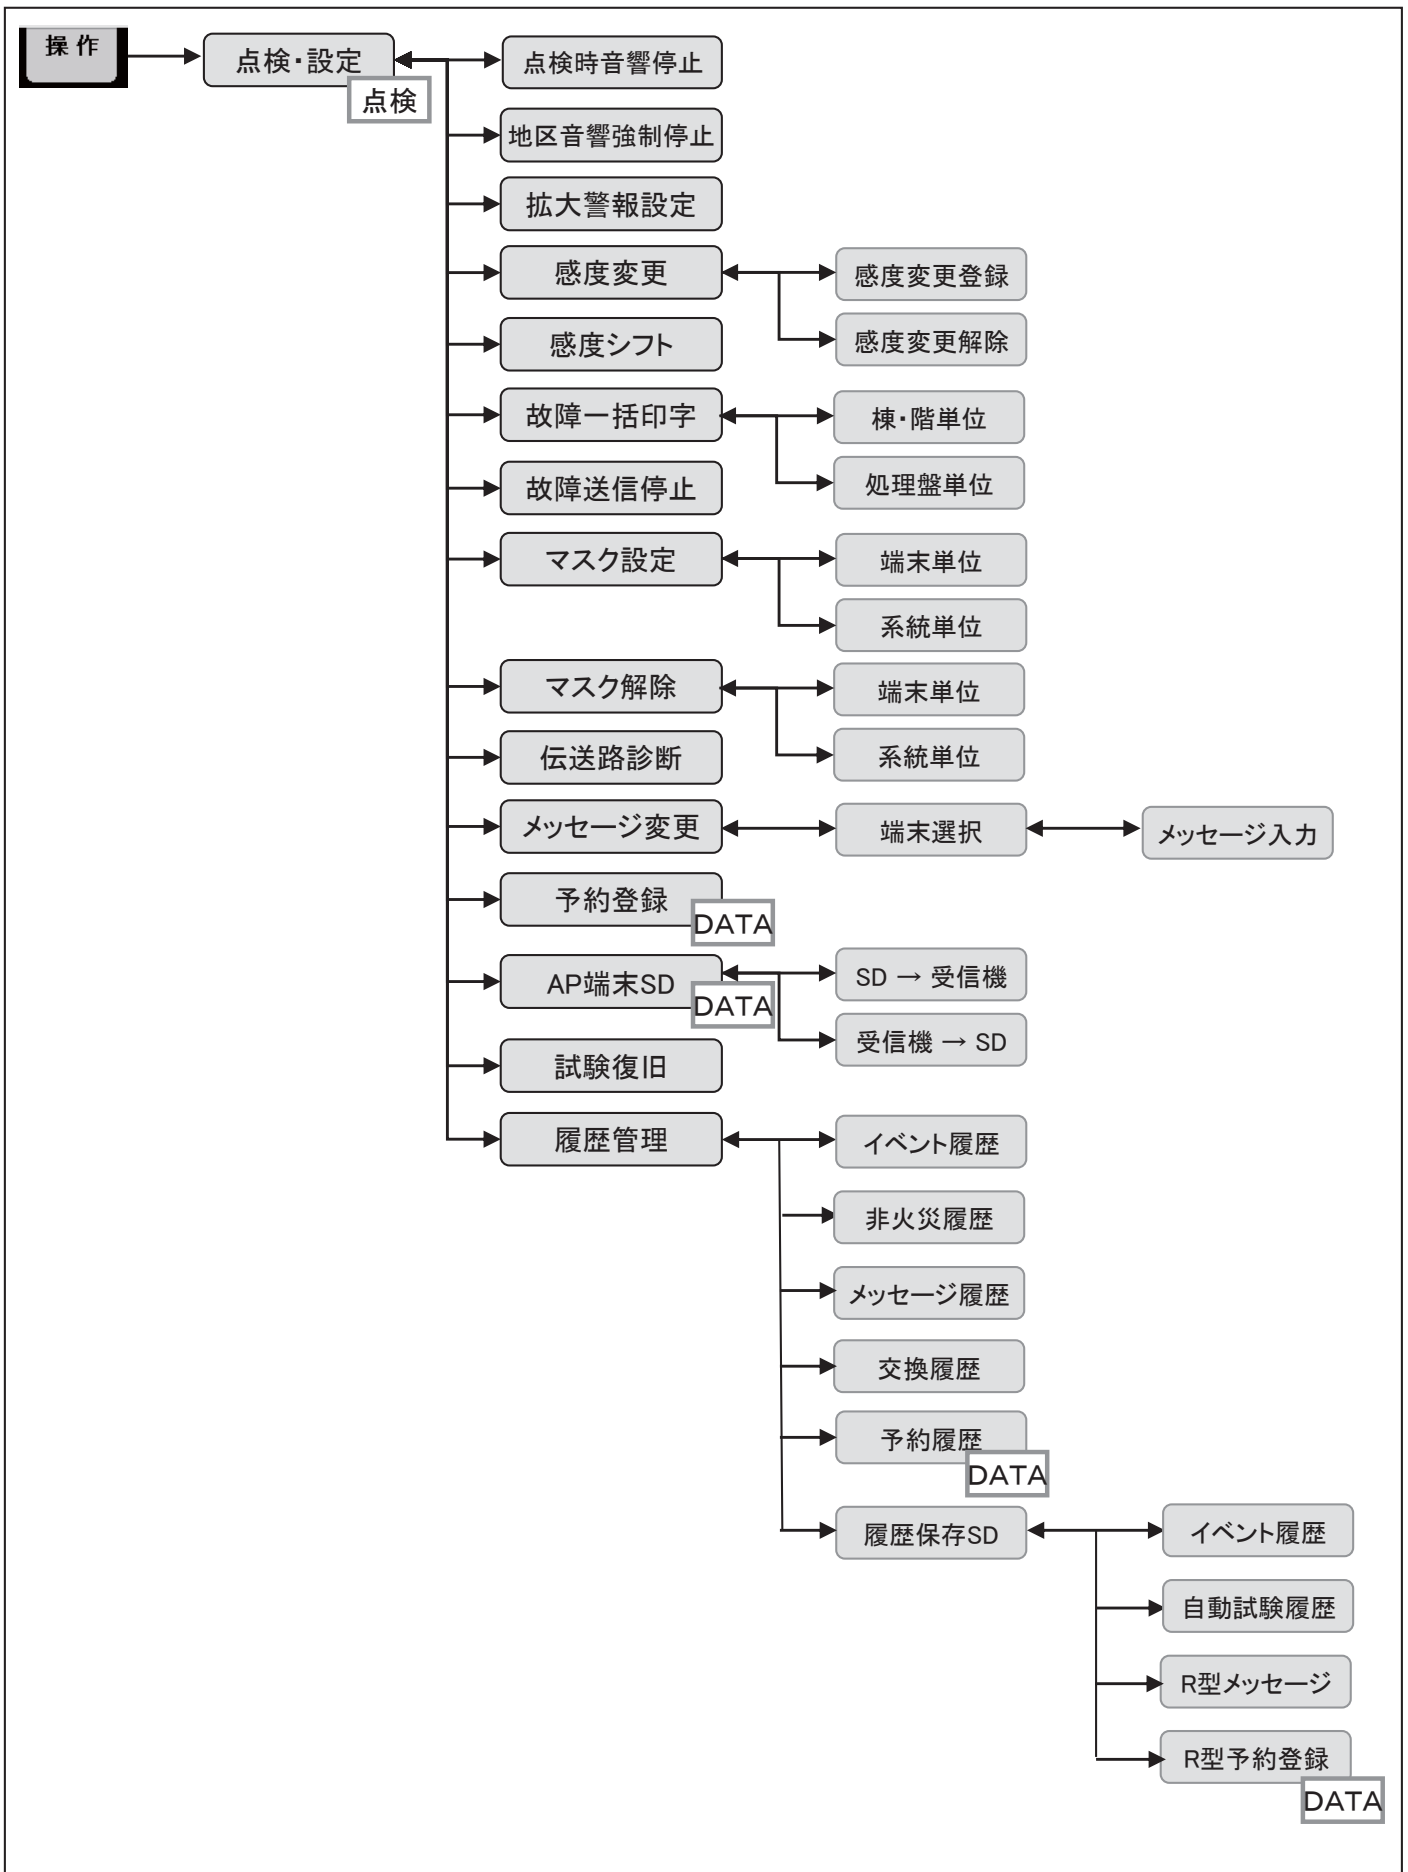 操作
点検・設定
点検
点検時音響停止
地区音響強制停止
拡大警報設定
感度変更
感度変更登録
感度変更解除
感度シフト
故障一括印字
棟・階単位
処理盤単位
故障送信停止
マスク設定
端末単位
系統単位
マスク解除
端末単位
系統単位
伝送路診断
メッセージ変更
端末選択
メッセージ入力
予約登録
DATA
AP端末SD
DATA
SD → 受信機
受信機 → SD
試験復旧
履歴管理
イベント履歴
非火災履歴
メッセージ履歴
交換履歴
予約履歴
DATA
履歴保存SD
イベント履歴
自動試験履歴
R型メッセージ
R型予約登録
DATA